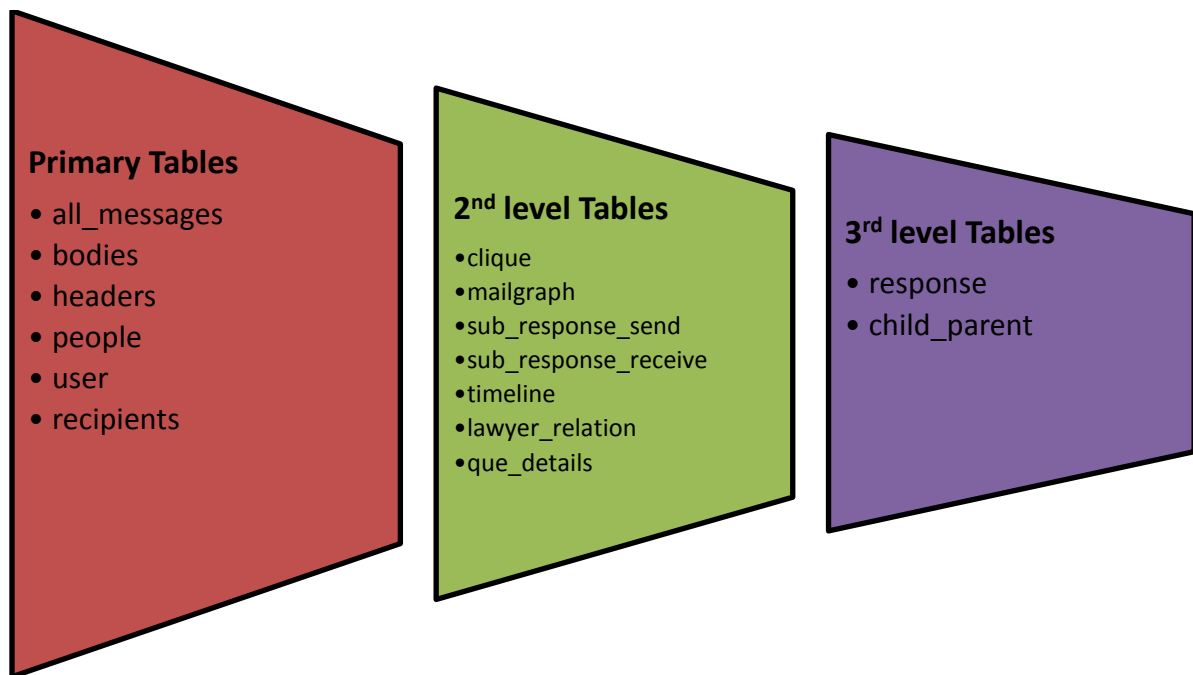 Primary Tables
• all_messages
• bodies
• headers
• people
• user
• recipients
2nd level Tables
•clique
•mailgraph
•sub_response_send
•sub_response_receive
•timeline
•lawyer_relation
•que_details
3rd level Tables
• response
• child_parent